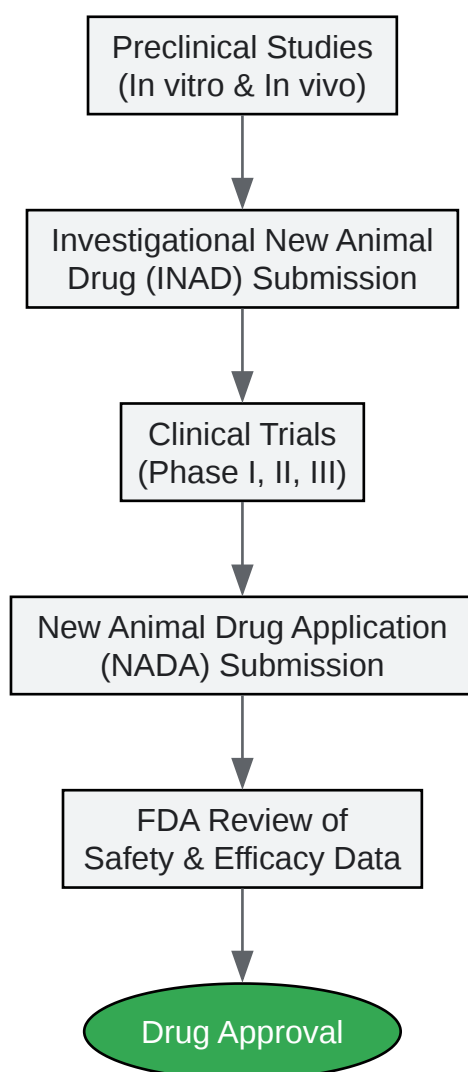 Preclinical Studies
(In vitro & In vivo)
Investigational New Animal
Drug (INAD) Submission
Clinical Trials
(Phase I, II, III)
New Animal Drug Application
(NADA) Submission
FDA Review of
Safety & Efficacy Data
Drug Approval